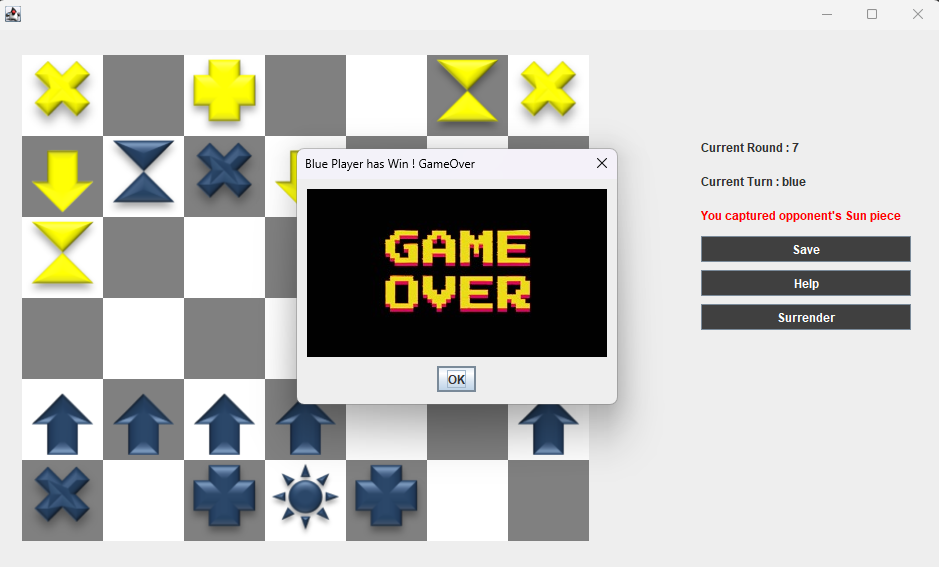 Blue Player has Win ! GameOver
GAME
OVER
OK
Current Round : 7
Current Turn : blue
You captured opponent's Sun piece
Save
Help
Surrender